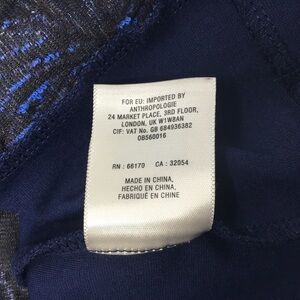 FOR EU: IMPORTED BY
ANTHROPOLOGIE
24 MARKET PLACE, 3RD FLOOR,
LONDON, UK W1W8AN
CIF: VAT No. GB 684936382
OBS60016
RN : 66170 CA : 32054
MADE IN CHINA,
HECHO EN CHINA,
FABRIQUÉ EN CHINE